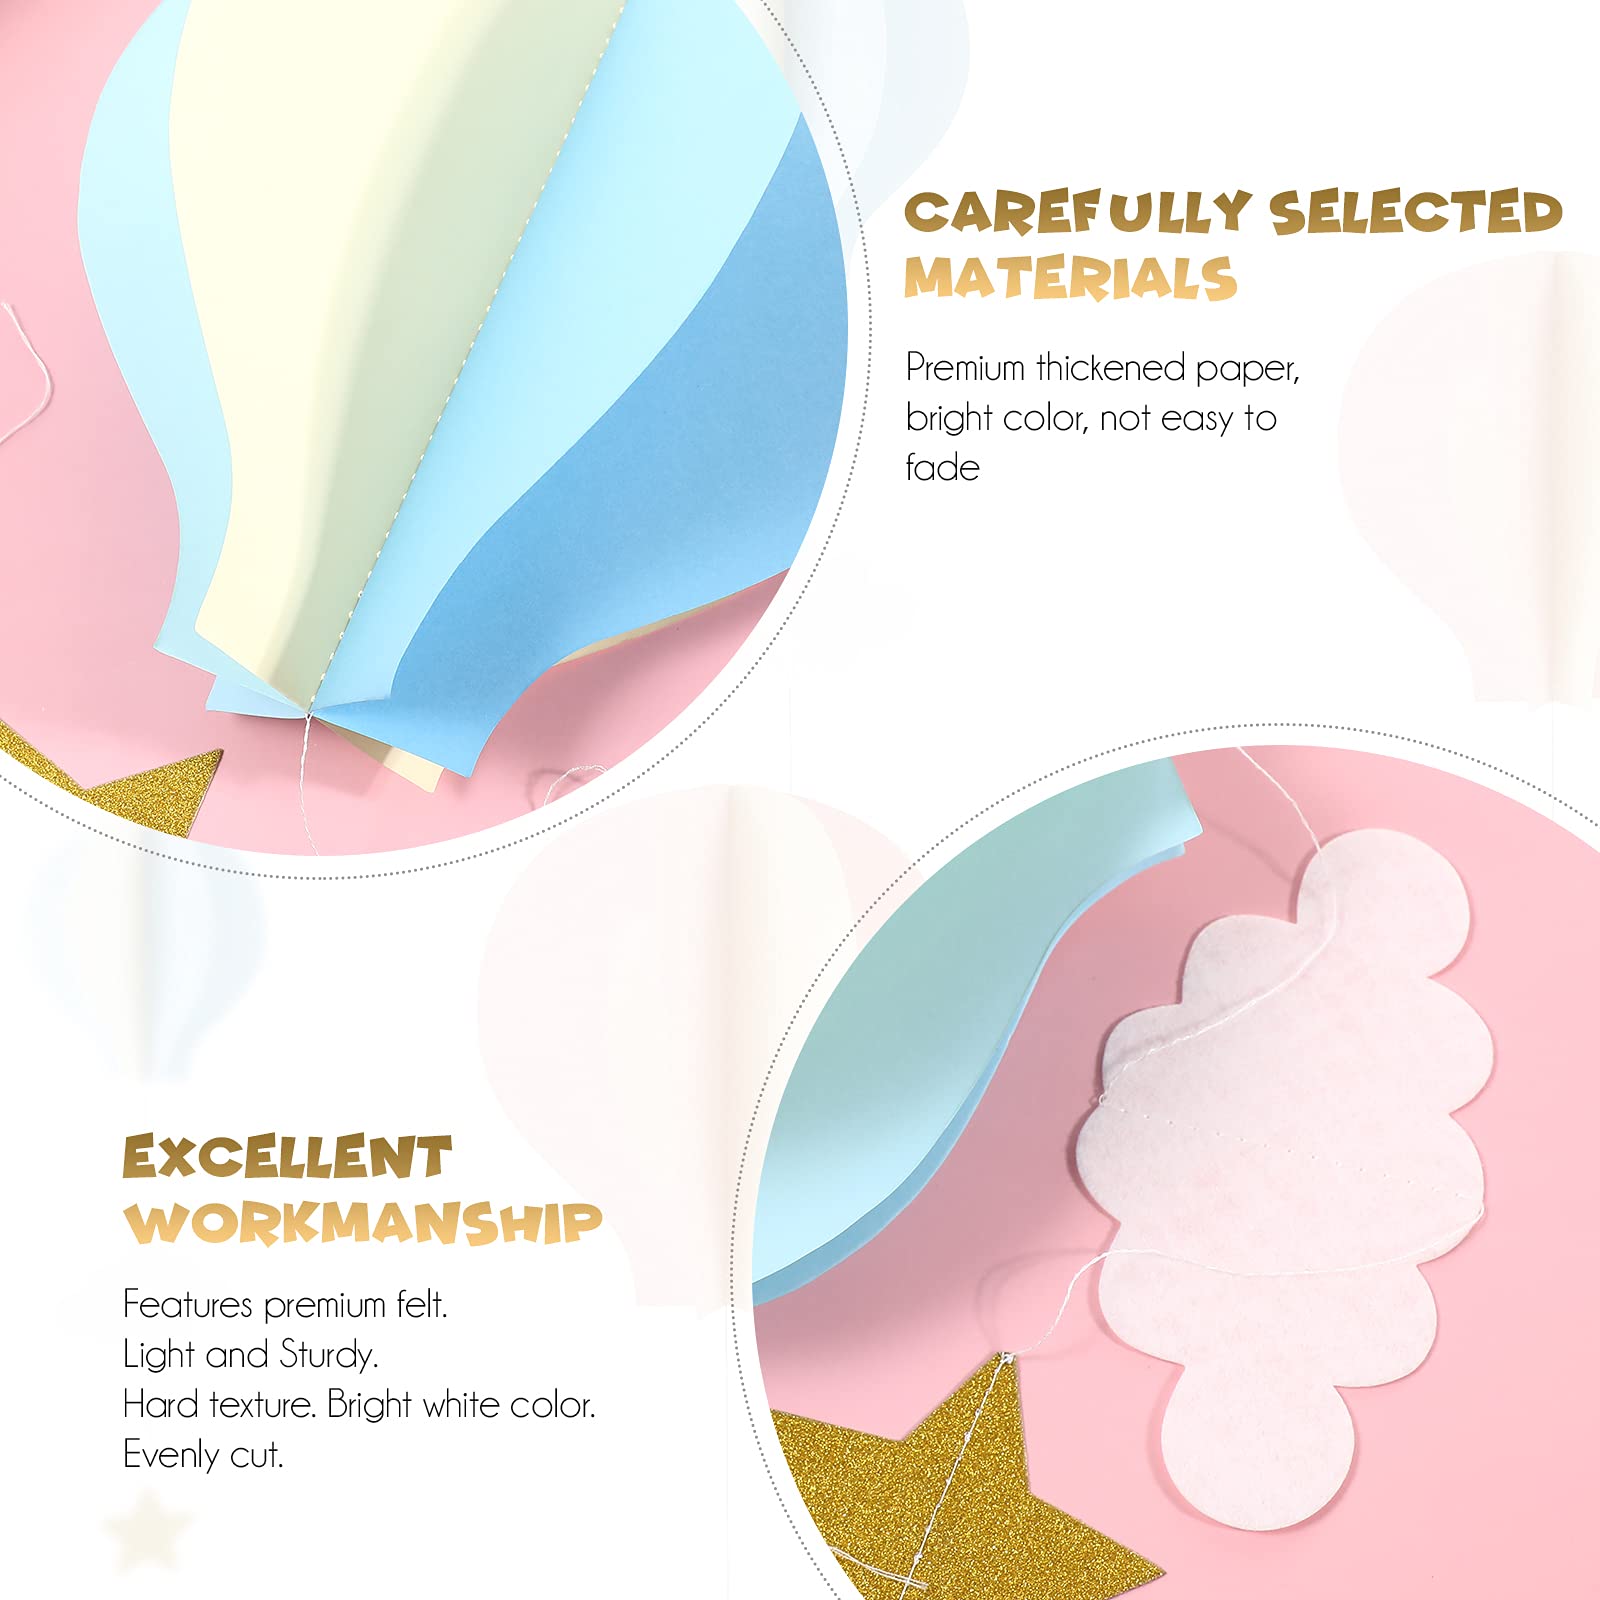 CAREFULLY SELECTED
MATERIALS
Premium thickened paper,
bright color, not easy to
fade
EXCELLENT
WORKMANSHIP
Features premium felt.
Light and Sturdy.
Hard texture. Bright white color.
Evenly cut.